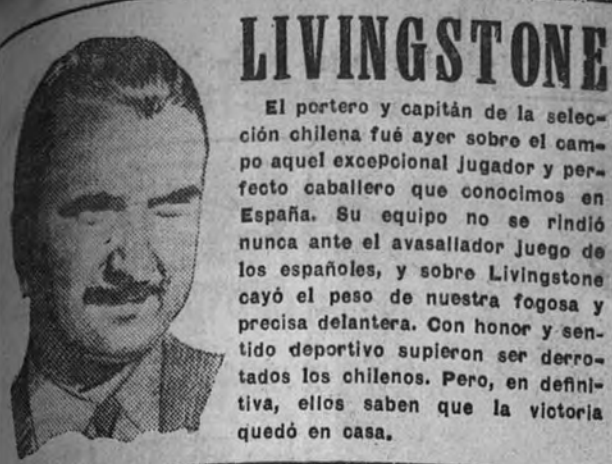 LIVINGSTONE
El portero y capitán de la selec-
ción chilena fué ayer sobre el cam-
po aquel excepcional jugador y per-
fecto caballero que conocimos en
España. Su equipo no se rindió
nunca ante el avasallador juego de
los españoles, y sobre Livingstone
cayó el peso de nuestra fogosa y
precisa delantera. Con honor y sen-
tido deportivo supieron ser derro-
tados los chilenos. Pero, en defini-
tiva, ellos saben que la victoria
quedó en casa.